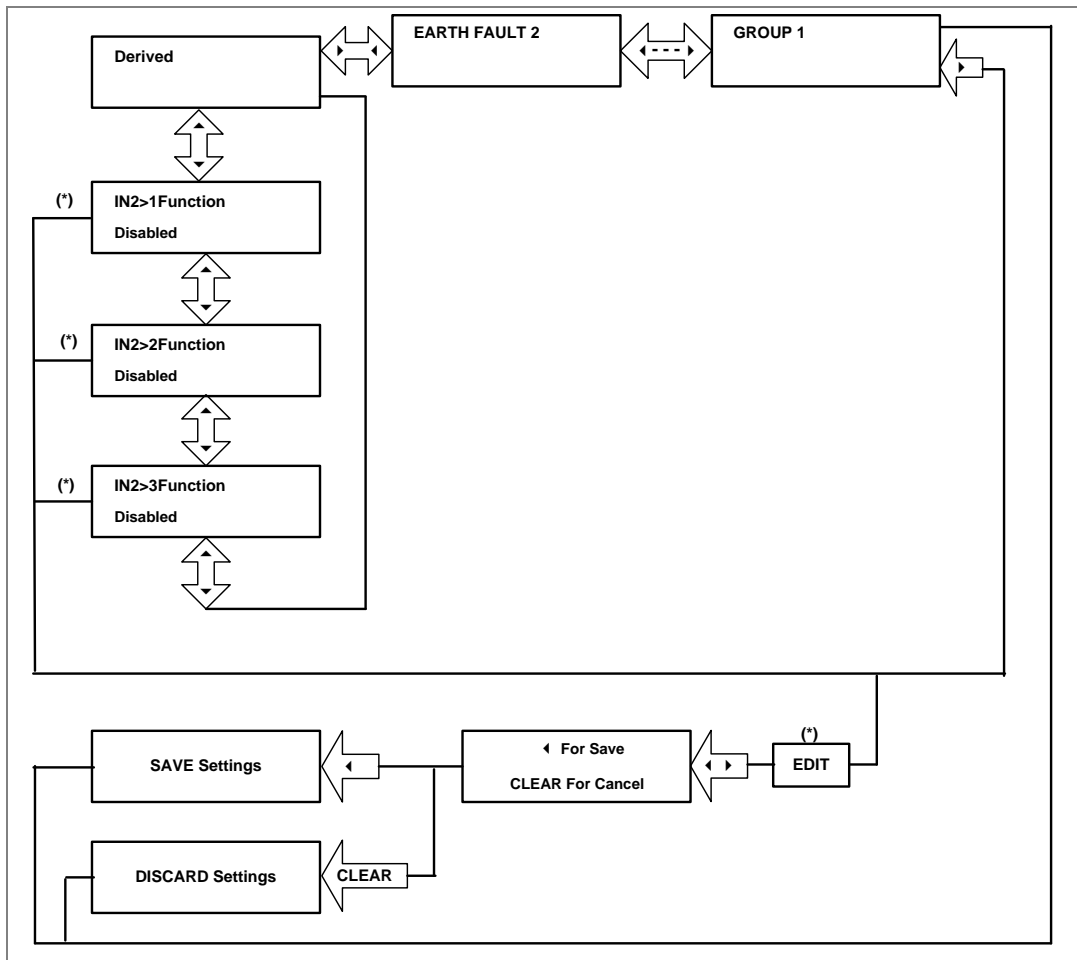 Derived
EARTH FAULT 2
GROUP 1
(*)
IN2>1Function
Disabled
(*)
IN2>2Function
Disabled
(*)
IN2>3Function
Disabled
SAVE Settings
For Save
CLEAR For Cancel
(*)
EDIT
DISCARD Settings
CLEAR